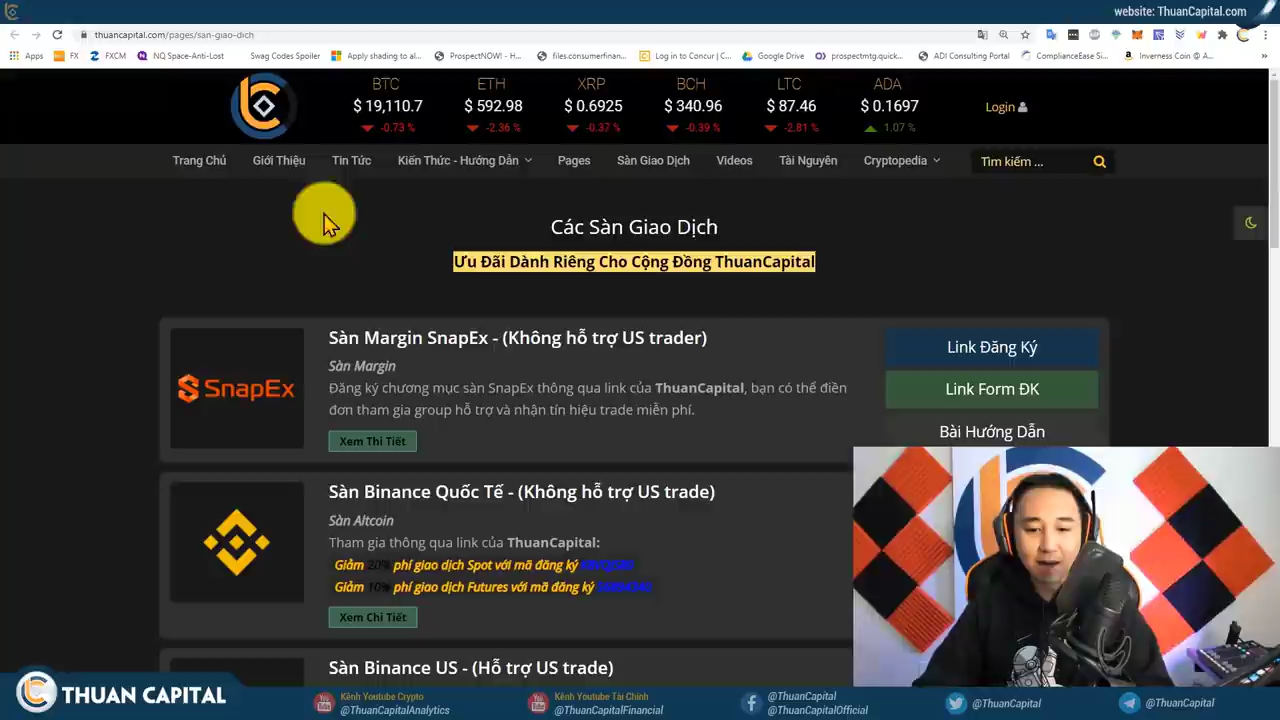 website: ThuanCapital.com
thuancapital.com/pages/san-giao-dich
Apps
FX
FXCM
NQ Space-Anti-Lost
Swag Codes Spoiler
Apply shading to al...
ProspectNOW! - H...
files.consumerfinan...
Log in to Concur | C...
Google Drive
prospectmtg.quick...
ADI Consulting Portal
ComplianceEase Si...
Inverness Coin @ A...
BTC
$ 19,110.7
-0.73 %
ETH
$ 592.98
-2.36 %
XRP
$ 0.6925
-0.37 %
BCH
$ 340.96
-0.39 %
LTC
$ 87.46
-2.81 %
ADA
$ 0.1697
1.07 %
Login
Trang Chủ
Giới Thiệu
Tin Tức
Kiến Thức - Hướng Dẫn
Pages
Sàn Giao Dịch
Videos
Tài Nguyên
Cryptopedia
Tìm kiếm ...
Các Sàn Giao Dịch
Ưu Đãi Dành Riêng Cho Cộng Đồng ThuanCapital
SnapEx
Sàn Margin SnapEx - (Không hỗ trợ US trader)
Sàn Margin
Đăng ký chương mục sàn SnapEx thông qua link của ThuanCapital, bạn có thể điền
đơn tham gia group hỗ trợ và nhận tín hiệu trade miễn phí.
Xem Thi Tiết
Link Đăng Ký
Link Form ĐK
Bài Hướng Dẫn
Sàn Binance Quốc Tế - (Không hỗ trợ US trade)
Sàn Altcoin
Tham gia thông qua link của ThuanCapital:
Giảm 20% phí giao dịch Spot với mã đăng ký
Giảm 10% phí giao dịch Futures với mã đăng ký
Xem Chi Tiết
Sàn Binance US - (Hỗ trợ US trade)
THUAN CAPITAL
Kênh Youtube Crypto
@ThuanCapitalAnalytics
Kênh Youtube Tài Chính
@ThuanCapitalFinancial
@ThuanCapital
@ThuanCapitalOfficial
@ThuanCapital
@ThuanCapital